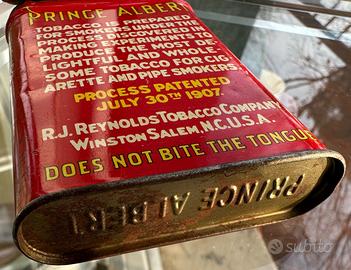 PRINCE ALBERT
TOBACCO IS PREPARED
FOR SMOKERS UNDER THE
PROCESS DISCOVERED IN
MAKING EXPERIMENTS TO
PRODUCE THE MOST DE-
LIGHTFUL AND WHOLE-
SOME TOBACCO FOR CIG-
ARETTE AND PIPE SMOKERS.
PROCESS PATENTED
JULY 30TH 1907.
R.J. REYNOLDS TOBACCO COMPANY
WINSTON SALEM, N.C. U.S.A.
DOES NOT BITE THE TONGUE
PRINCE ALBERT
subito